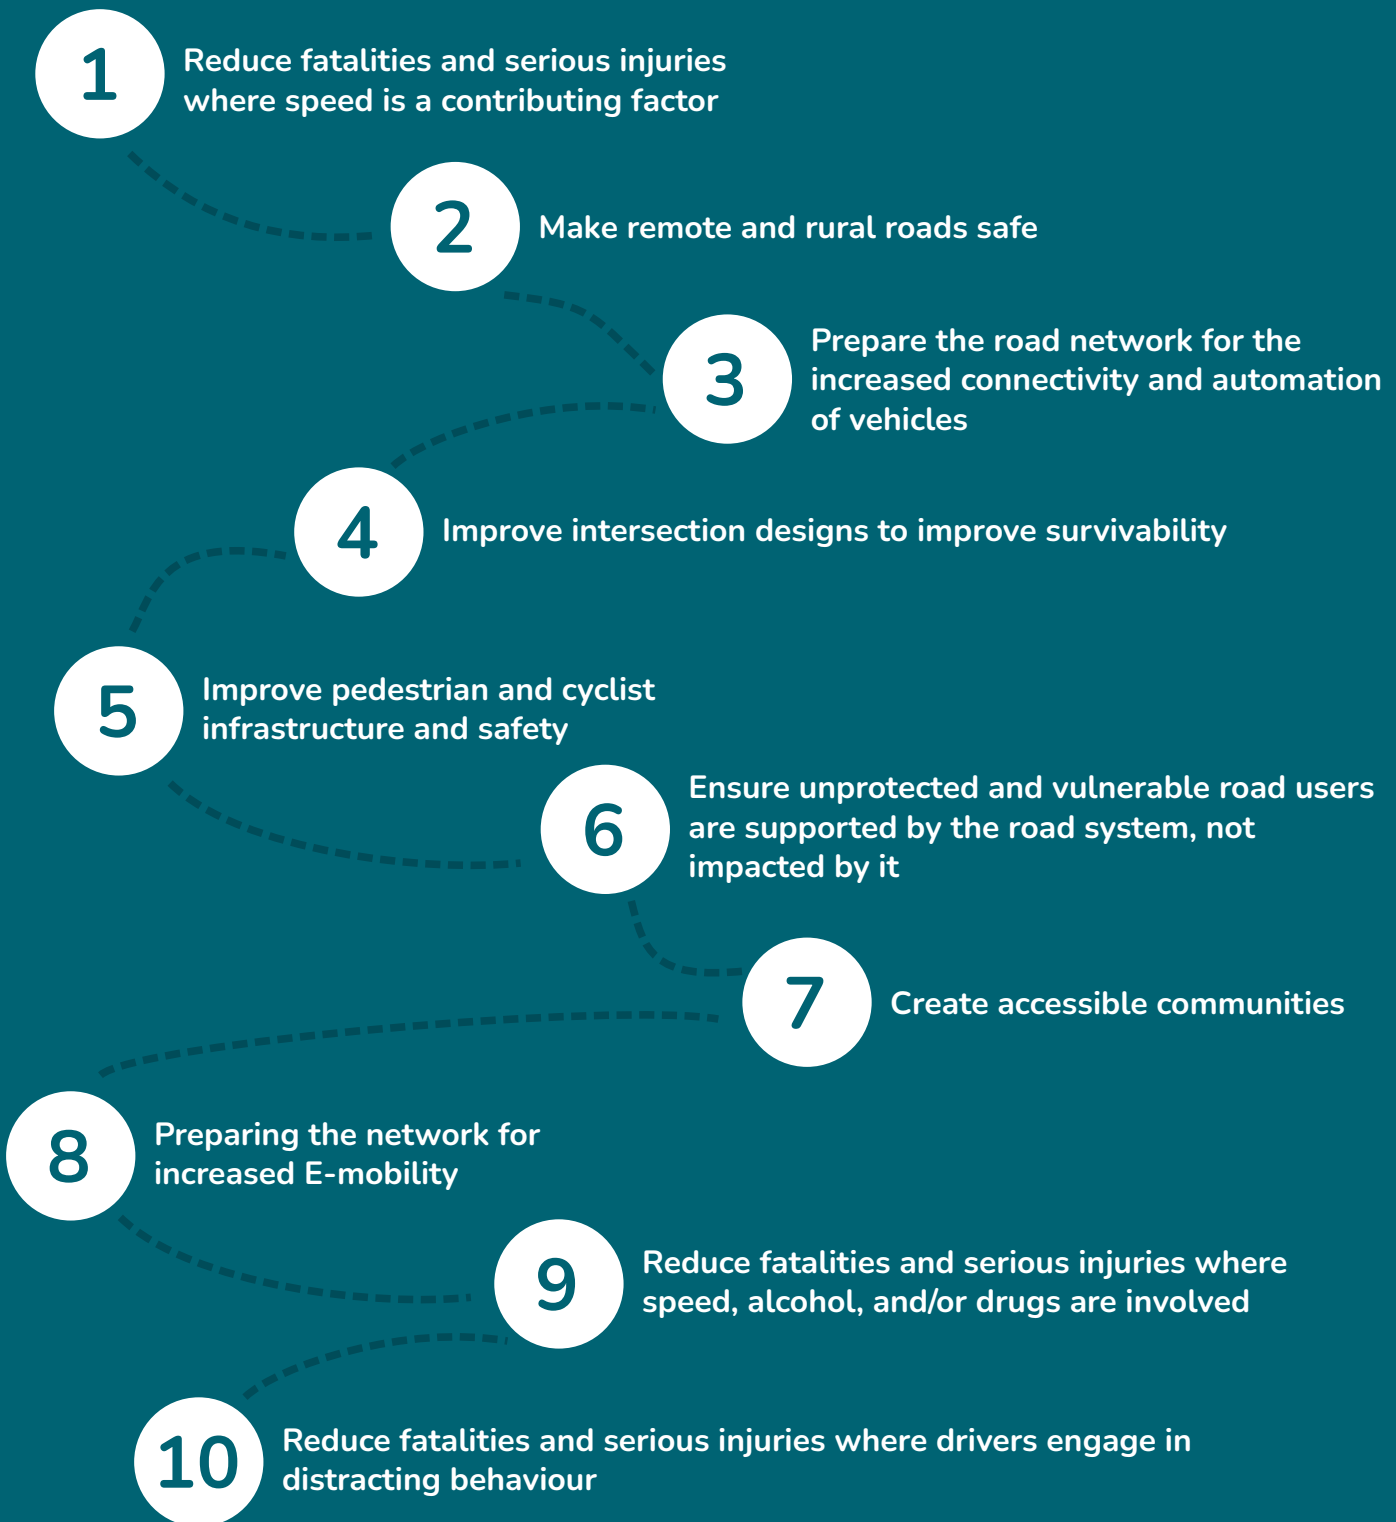 1
Reduce fatalities and serious injuries
where speed is a contributing factor
2
Make remote and rural roads safe
3
Prepare the road network for the
increased connectivity and automation
of vehicles
4
Improve intersection designs to improve survivability
5
Improve pedestrian and cyclist
infrastructure and safety
6
Ensure unprotected and vulnerable road users
are supported by the road system, not
impacted by it
7
Create accessible communities
8
Preparing the network for
increased E-mobility
9
Reduce fatalities and serious injuries where
speed, alcohol, and/or drugs are involved
10
Reduce fatalities and serious injuries where drivers engage in
distracting behaviour